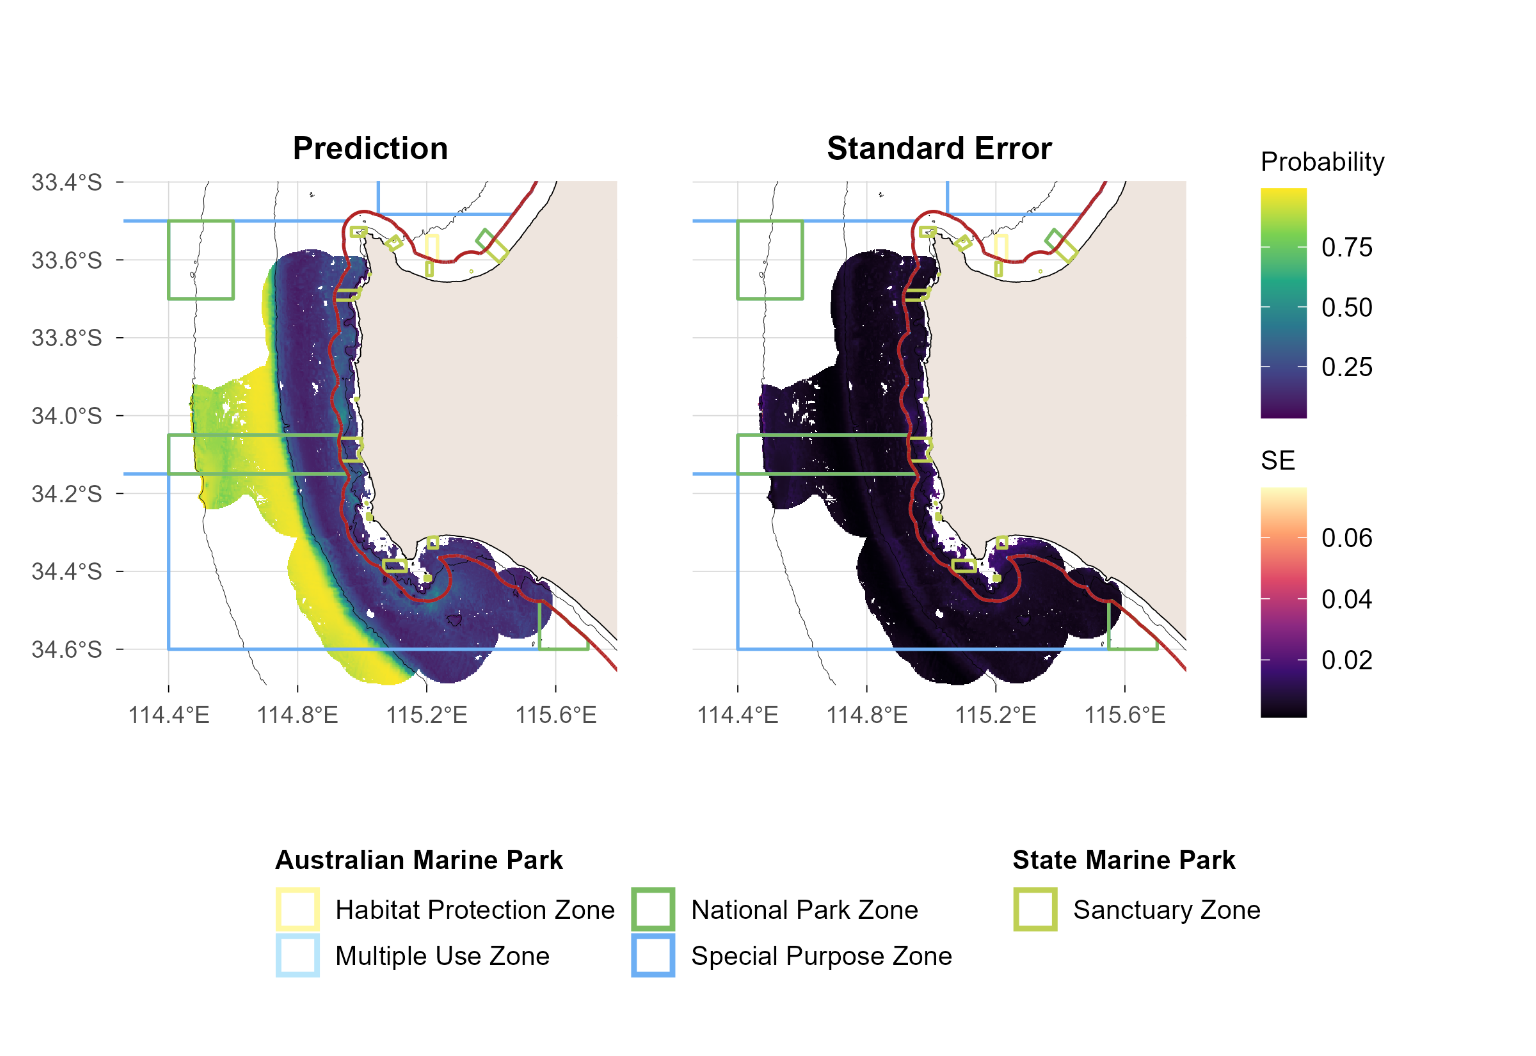 Prediction
Standard Error
33.4°S
33.6°S
33.8°S
34.0°S
34.2°S
34.4°S
34.6°S
114.4°E 114.8°E 115.2°E 115.6°E
114.4°E 114.8°E 115.2°E 115.6°E
Probability
0.75
0.50
0.25
SE
0.06
0.04
0.02
Australian Marine Park
Habitat Protection Zone
National Park Zone
Multiple Use Zone
Special Purpose Zone
State Marine Park
Sanctuary Zone